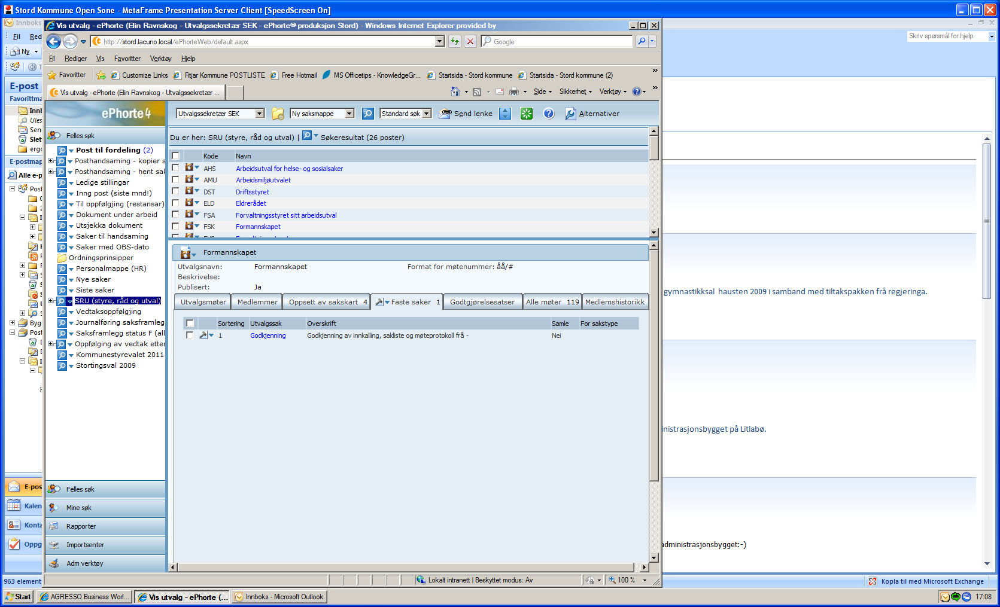 Stord Kommune Open Sone - MetaFrame Presentation Server Client [SpeedScreen On]
Innboks
Vis utvalg - ePhorte (Elin Ravnskog - Utvalgssekretær SEK - ePhorte® produksjon Stord) - Windows Internet Explorer provided by
Fil Red
http://stord.lacuno.local/ePhorteWeb/default.aspx
Google
Skriv spørsmål for hjelp
Ny
Fil Rediger Vis Favoritter Verktøy Hjelp
Favoritter Customize Links Fitjar Kommune POSTLISTE Free Hotmail MS Officetips - KnowledgeGr... Startsida - Stord kommune Startsida - Stord kommune (2)
E-post
Vis utvalg - ePhorte (Elin Ravnskog - Utvalgssekretær ...
Side Sikkerhet Verktøy
Favorittma
Innb
Ules
Sen
Slett
ergo
E-postmap
Alle e-p
Post
ePhorte 4
Utvalgssekretær SEK Ny saksmappe Standard søk Send lenke Alternativer
Felles søk
Post til fordeling (2)
Posthandsaming - kopier s
Posthandsaming - hent sak
Ledige stillingar
Inng post (siste mnd!)
Til oppfølgjing (restansar)
Dokument under arbeid
Utsjekka dokument
Saker til handsaming
Saker med OBS-dato
Ordningsprinsipper
Personalmappe (HR)
Nye saker
Siste saker
SRU (styre, råd og utval)
Vedtaksoppfølgjing
Journalføring saksframlegg
Saksframlegg status F (all
Oppfølging av vedtak etter
Kommunestyrevalet 2011
Stortingsval 2009
Felles søk
Mine søk
Rapporter
Importsenter
Adm verktøy
Du er her: SRU (styre, råd og utval) | Søkeresultat (26 poster)
Kode Navn
AHS Arbeidsutval for helse- og sosialsaker
AMU Arbeidsmiljøutvalet
DST Driftsstyret
ELD Eldrerådet
FSA Forvaltningsstyret sitt arbeidsutval
FSK Formannskapet
Formannskapet
Utvalgsnavn: Formannskapet Format for møtenummer: åå/#
Beskrivelse:
Publisert: Ja
Utvalgsmøter Medlemmer Oppsett av sakskart 4 Faste saker 1 Godtgjørelsesatser Alle møter 119 Medlemshistorikk
Sortering Utvalgssak Overskrift Samle For sakstype
1 Godkjenning Godkjenning av innkalling, sakliste og møteprotokoll frå - Nei
gymnastikksal hausten 2009 i samband med tiltakspakken frå regjeringa.
inistrasjonsbygget på Litlabø.
administrasjonsbygget:-)
Byg
Post
E-pos
Kalen
Konta
Oppg
963 element
Lokalt intranett | Beskyttet modus: Av
100 %
Kopla til med Microsoft Exchange
Start AGRESSO Business Worl... Vis utvalg - ePhorte (... Innboks - Microsoft Outlook 17:08